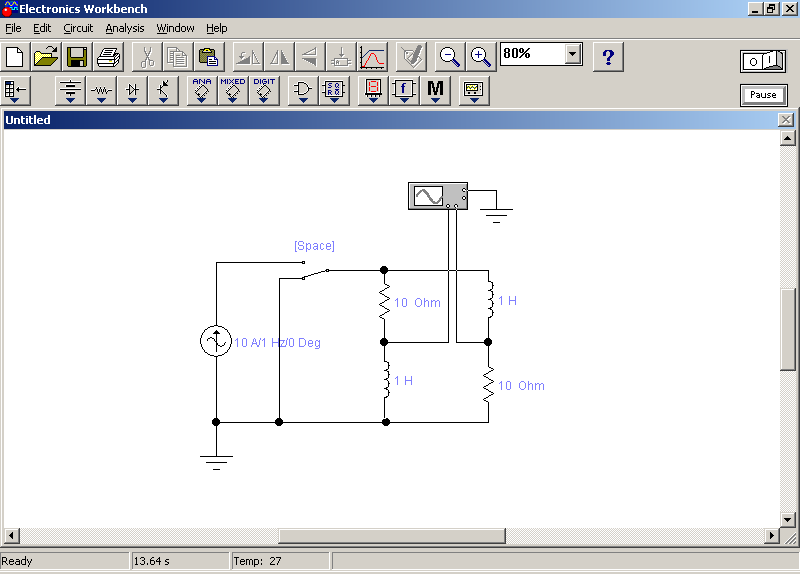 Electronics Workbench
File Edit Circuit Analysis Window Help
80%
?
O I
ANA MIXED DIGIT
f M
Pause
Untitled
[Space]
10 Ohm
1 H
10 A/1 Hz/0 Deg
1 H
10 Ohm
Ready 13.64 s Temp: 27